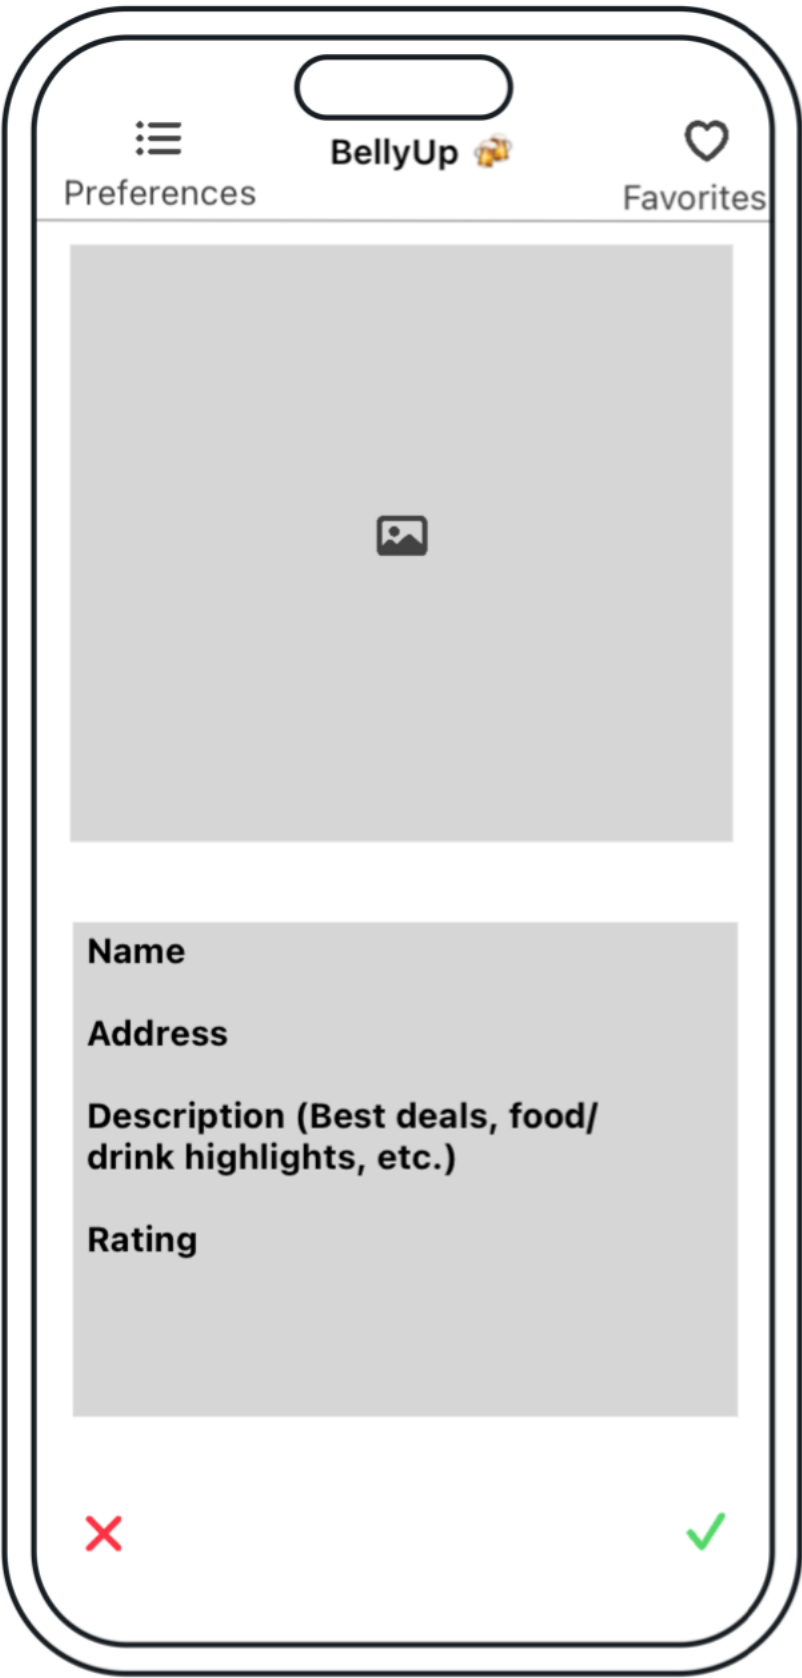 BellyUp 🍻
Preferences
Favorites
Name
Address
Description (Best deals, food/
drink highlights, etc.)
Rating